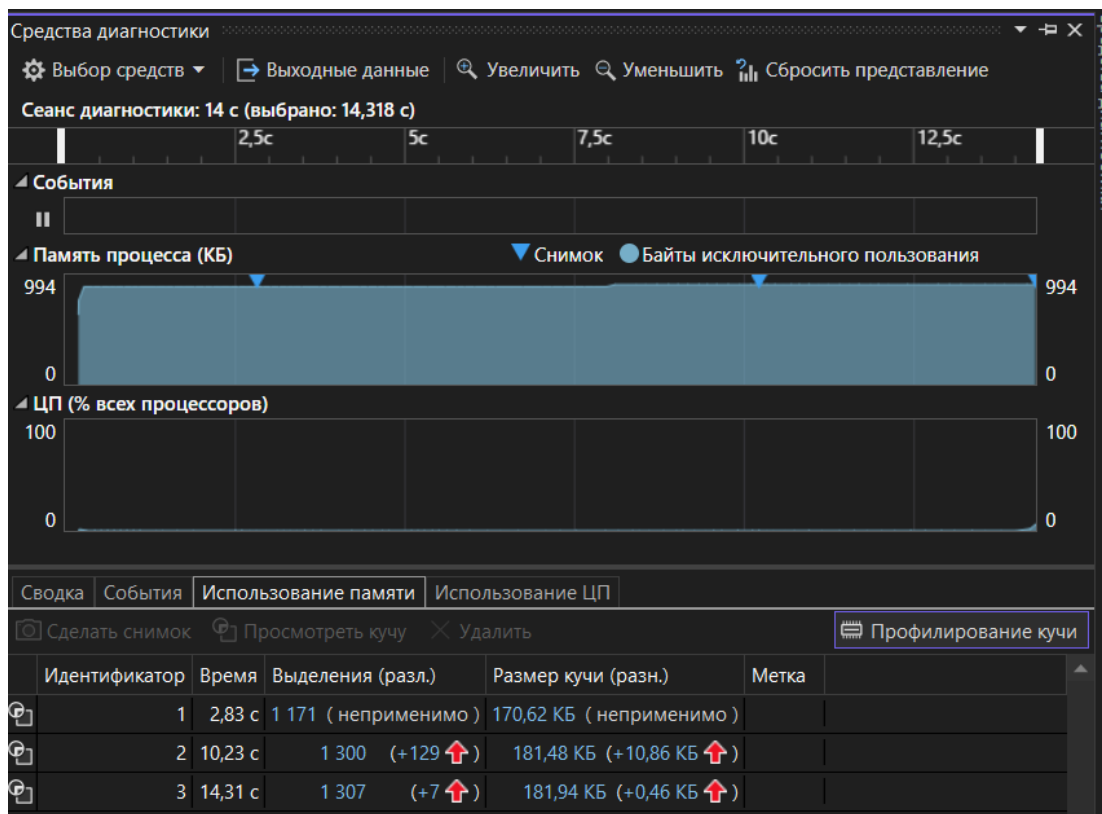 Средства диагностики
Выбор средств Выходные данные Увеличить Уменьшить Сбросить представление
Сеанс диагностики: 14 с (выбрано: 14,318 с)
2,5с 5с 7,5с 10с 12,5с
События
Память процесса (КБ) Снимок Байты исключительного пользования
994 994
0 0
ЦП (% всех процессоров)
100 100
0 0
Сводка События Использование памяти Использование ЦП
Сделать снимок Просмотреть кучу Удалить Профилирование кучи
Идентификатор Время Выделения (разл.) Размер кучи (разн.) Метка
1 2,83 с 1 171 ( неприменимо ) 170,62 КБ ( неприменимо )
2 10,23 с 1 300 (+129 ) 181,48 КБ (+10,86 КБ )
3 14,31 с 1 307 (+7 ) 181,94 КБ (+0,46 КБ )